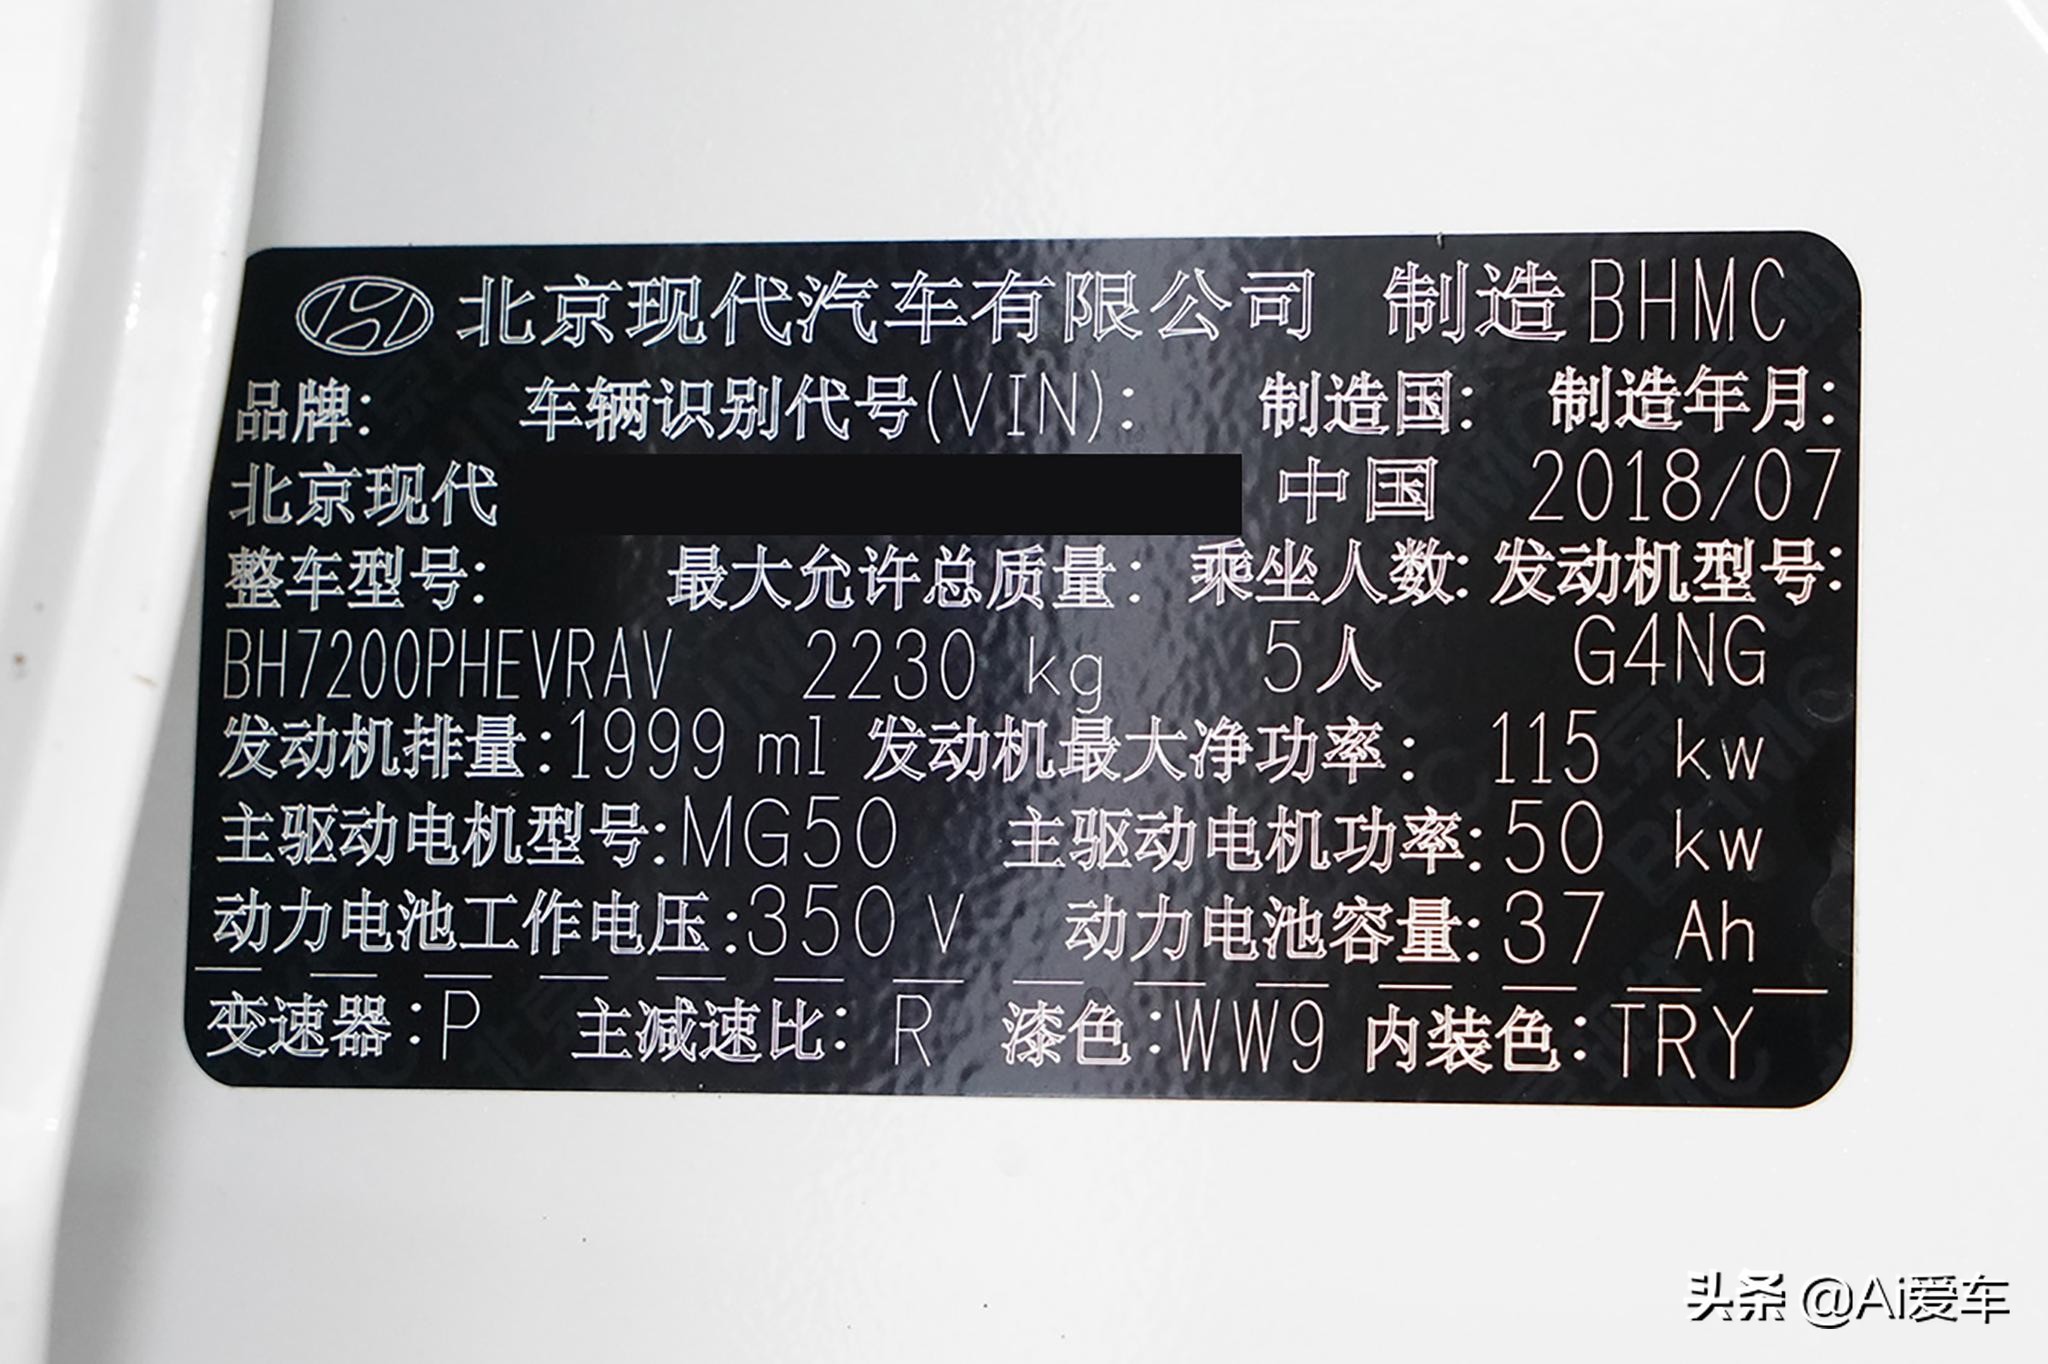 北京现代汽车有限公司 制造 BHMC
品牌: 车辆识别代号(VIN): 制造国: 制造年月:
北京现代 中国 2018/07
整车型号: 最大允许总质量: 乘坐人数: 发动机型号:
BH7200PHEVRAV 2230 kg 5人 G4NG
发动机排量:1999 ml 发动机最大净功率: 115 kw
主驱动电机型号:MG50 主驱动电机功率:50 kw
动力电池工作电压:350 V 动力电池容量:37 Ah
变速器:P 主减速比: R 漆色:WW9 内装色:TRY
头条 @Ai爱车